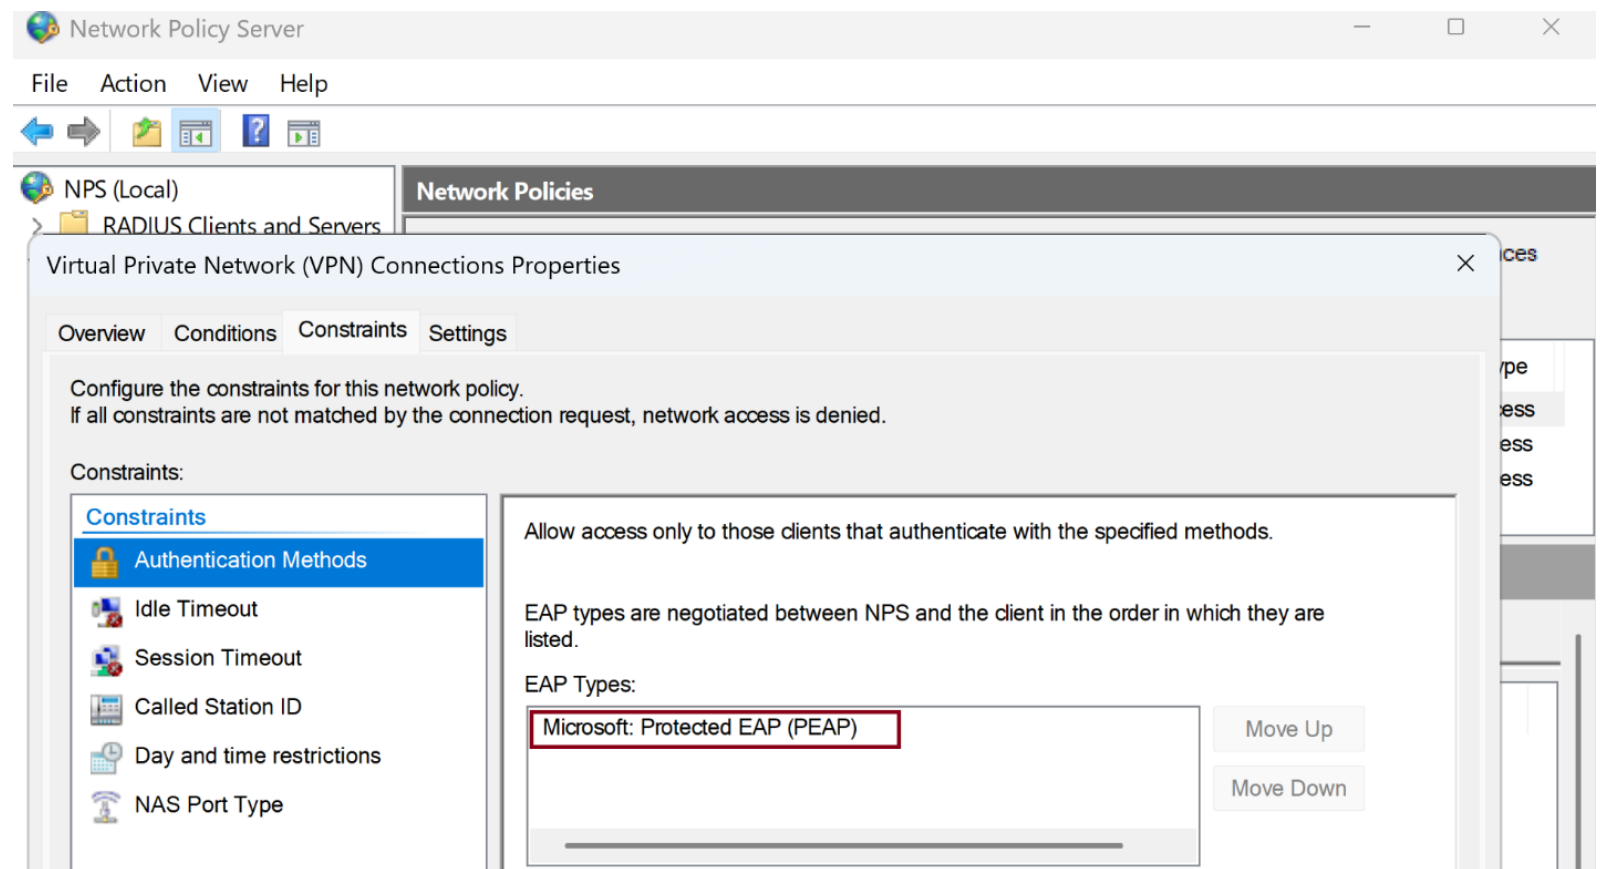 Network Policy Server
File Action View Help
NPS (Local)
Network Policies
RADIUS Clients and Servers
Virtual Private Network (VPN) Connections Properties
Overview Conditions Constraints Settings
Configure the constraints for this network policy.
If all constraints are not matched by the connection request, network access is denied.
Constraints:
Constraints
Authentication Methods
Idle Timeout
Session Timeout
Called Station ID
Day and time restrictions
NAS Port Type
Allow access only to those clients that authenticate with the specified methods.
EAP types are negotiated between NPS and the client in the order in which they are
listed.
EAP Types:
Microsoft: Protected EAP (PEAP)
Move Up
Move Down